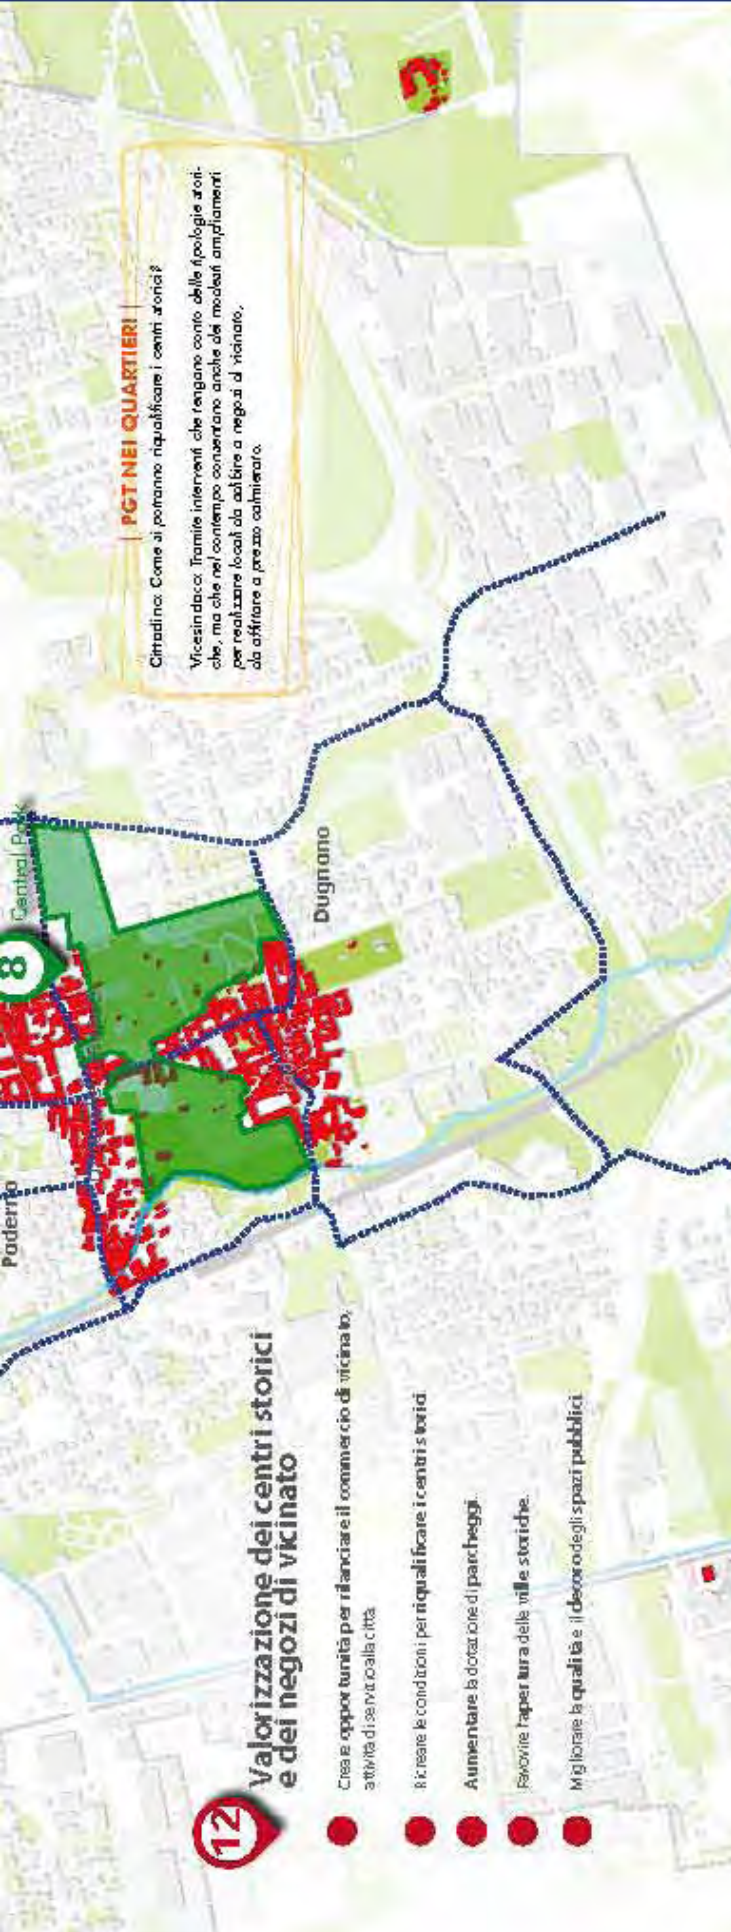 12
Valorizzazione dei centri storici
e dei negozi di vicinato
Creare opportunità per rilanciare il commercio di vicinato,
attività di servizio alla città.
Ricreare le condizioni per riqualificare i centri storici.
Aumentare la dotazione di parcheggi.
Favorire l'apertura delle ville storiche.
Migliorare la qualità e il decoro degli spazi pubblici.
Paderno
8
Central Park
Dugnano
| PGT NEI QUARTIERI |
Cittadino: Come si potranno riqualificare i centri storici?
Vicesindaco: Tramite interventi che tengano conto delle tipologie stori-
che, ma che nel contempo consentano anche dei modesti ampliamenti
per realizzare locali da adibire a negozi di vicinato,
da affittare a prezzo calmierato.